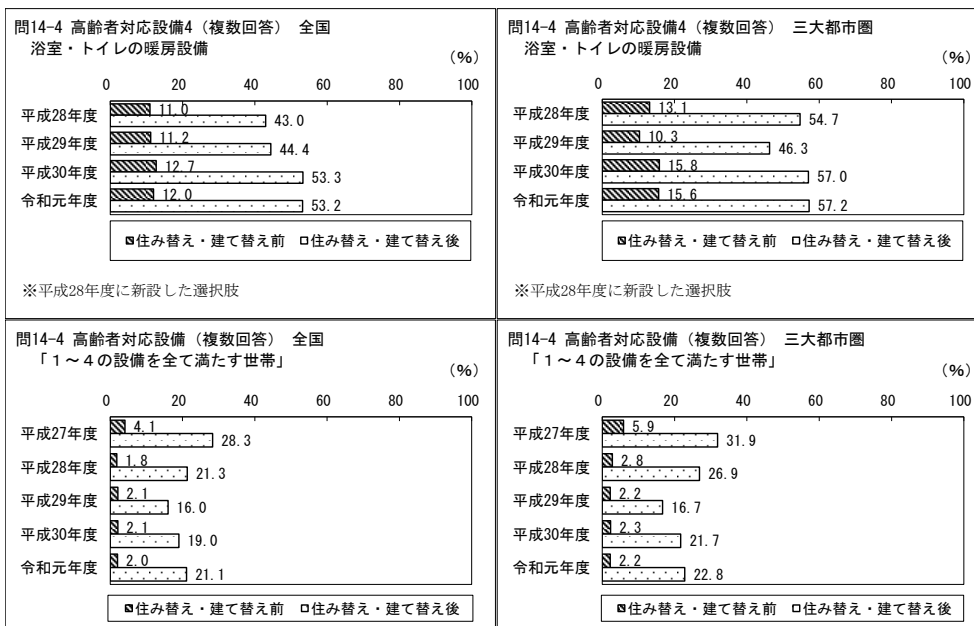 問14-4 高齢者対応設備4（複数回答） 全国
浴室・トイレの暖房設備
（%）
0 20 40 60 80 100
平成28年度 11.0 43.0
平成29年度 11.2 44.4
平成30年度 12.7 53.3
令和元年度 12.0 53.2
住み替え・建て替え前 住み替え・建て替え後
※平成28年度に新設した選択肢
問14-4 高齢者対応設備4（複数回答） 三大都市圏
浴室・トイレの暖房設備
（%）
0 20 40 60 80 100
平成28年度 13.1 54.7
平成29年度 10.3 46.3
平成30年度 15.8 57.0
令和元年度 15.6 57.2
住み替え・建て替え前 住み替え・建て替え後
※平成28年度に新設した選択肢
問14-4 高齢者対応設備（複数回答） 全国
「１～４の設備を全て満たす世帯」
（%）
0 20 40 60 80 100
平成27年度 4.1 28.3
平成28年度 1.8 21.3
平成29年度 2.1 16.0
平成30年度 2.1 19.0
令和元年度 2.0 21.1
住み替え・建て替え前 住み替え・建て替え後
問14-4 高齢者対応設備（複数回答） 三大都市圏
「１～４の設備を全て満たす世帯」
（%）
0 20 40 60 80 100
平成27年度 5.9 31.9
平成28年度 2.8 26.9
平成29年度 2.2 16.7
平成30年度 2.3 21.7
令和元年度 2.2 22.8
住み替え・建て替え前 住み替え・建て替え後